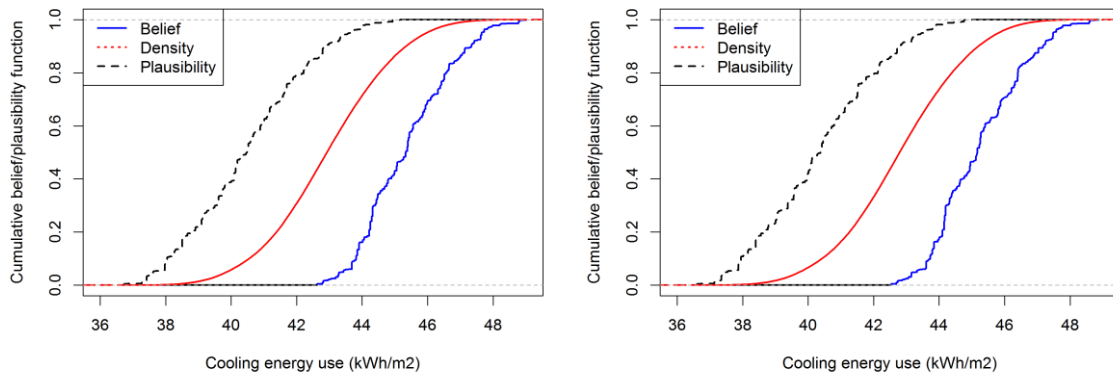 Cumulative belief/plausibility function
1.0
0.8
0.6
0.4
0.2
0.0
Belief
Density
Plausibility
36 38 40 42 44 46 48
Cooling energy use (kWh/m2)
Cumulative belief/plausibility function
1.0
0.8
0.6
0.4
0.2
0.0
Belief
Density
Plausibility
36 38 40 42 44 46 48
Cooling energy use (kWh/m2)